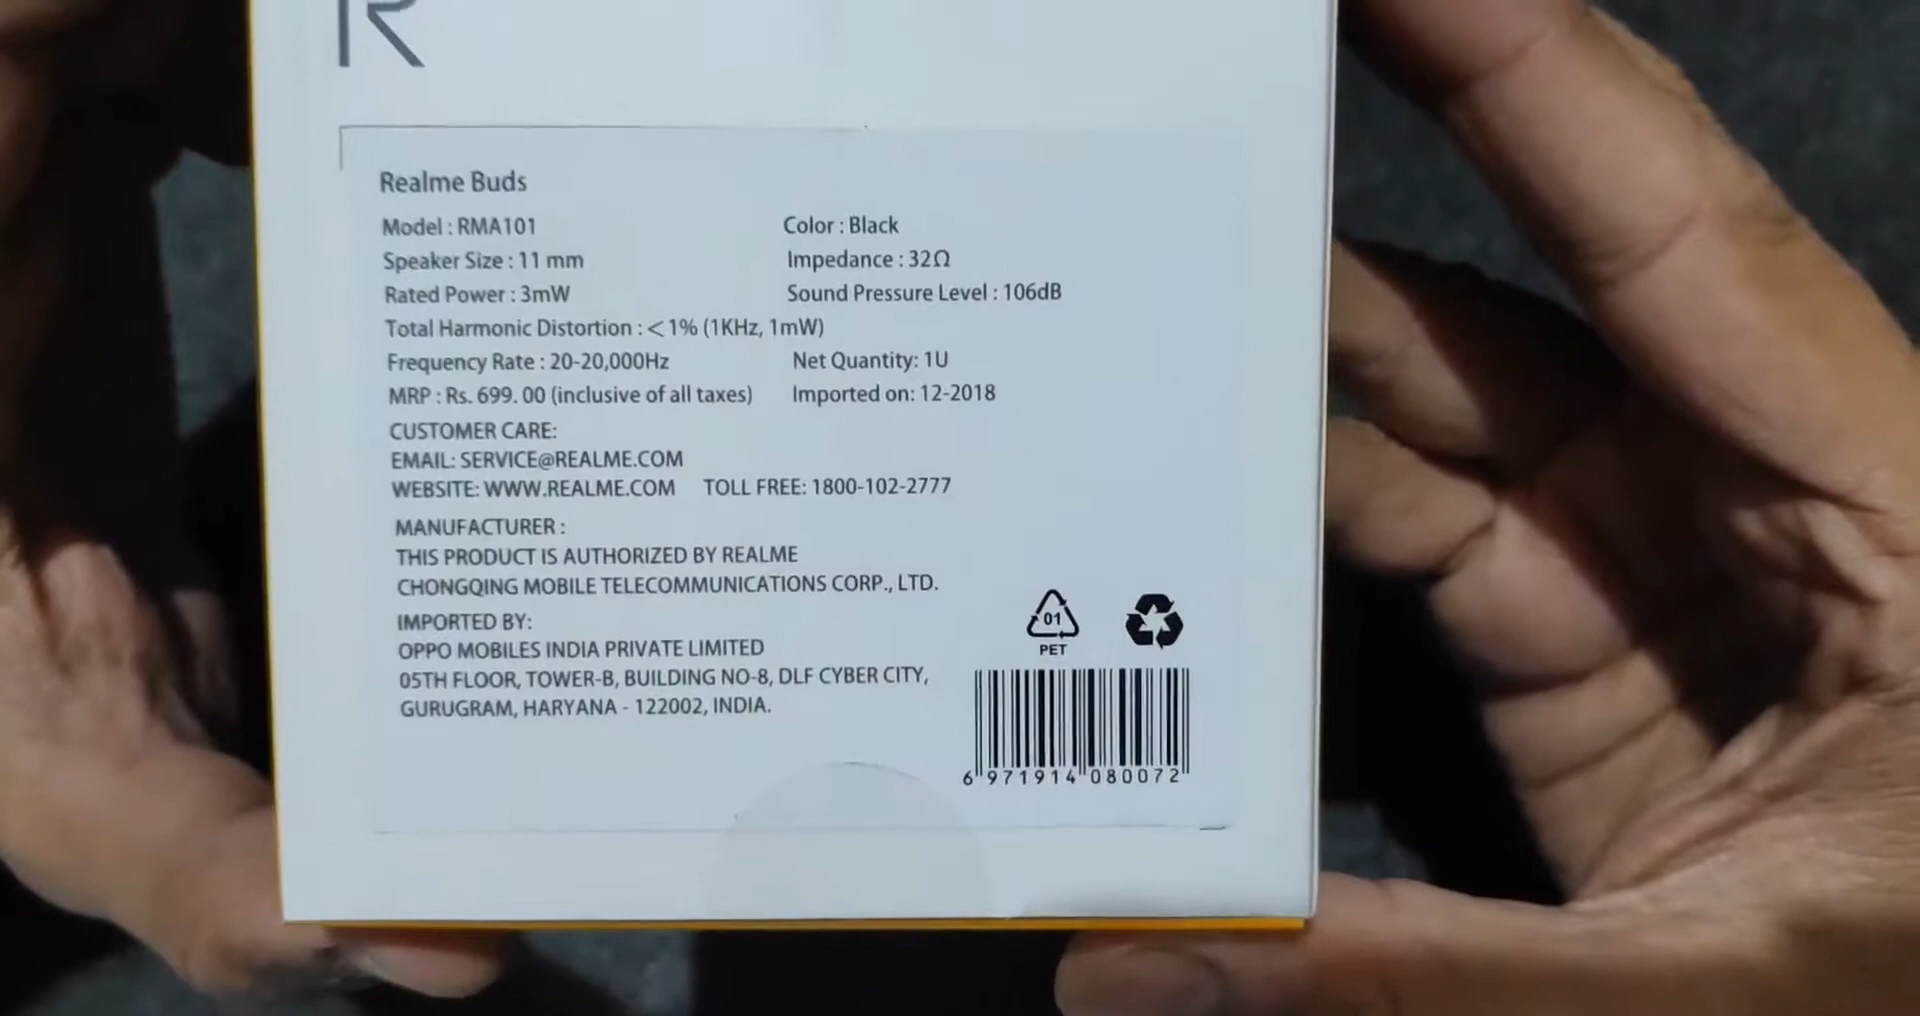 R
Realme Buds
Model : RMA101 Color : Black
Speaker Size : 11 mm Impedance : 32Ω
Rated Power : 3mW Sound Pressure Level : 106dB
Total Harmonic Distortion : <1% (1KHz, 1mW)
Frequency Rate : 20-20,000Hz Net Quantity: 1U
MRP : Rs. 699. 00 (inclusive of all taxes) Imported on: 12-2018
CUSTOMER CARE:
EMAIL: SERVICE@REALME.COM
WEBSITE: WWW.REALME.COM TOLL FREE: 1800-102-2777
MANUFACTURER :
THIS PRODUCT IS AUTHORIZED BY REALME
CHONGQING MOBILE TELECOMMUNICATIONS CORP., LTD.
IMPORTED BY:
OPPO MOBILES INDIA PRIVATE LIMITED
05TH FLOOR, TOWER-B, BUILDING NO-8, DLF CYBER CITY,
GURUGRAM, HARYANA - 122002, INDIA.
01
PET
6 971914 080072